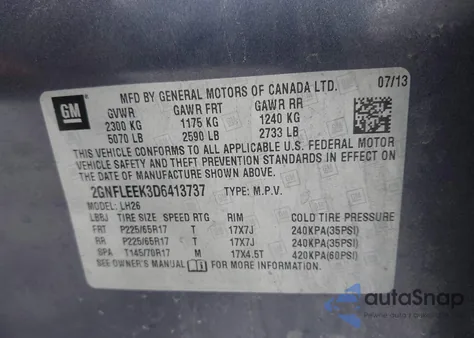 MFD BY GENERAL MOTORS OF CANADA LTD. 07/13
GM
GVWR GAWR FRT GAWR RR
2300 KG 1175 KG 1240 KG
5070 LB 2590 LB 2733 LB
THIS VEHICLE CONFORMS TO ALL APPLICABLE U.S. FEDERAL MOTOR
VEHICLE SAFETY AND THEFT PREVENTION STANDARDS IN EFFECT ON
THE DATE OF MANUFACTURE SHOWN ABOVE.
2GNFLEEK3D6413737 TYPE: M.P.V.
MODEL: LH26
LBBJ TIRE SIZE SPEED RTG RIM COLD TIRE PRESSURE
FRT P225/65R17 T 17X7J 240KPA(35PSI)
RR P225/65R17 T 17X7J 240KPA(35PSI)
SPA T145/70R17 M 17X4.5T 420KPA(60PSI)
SEE OWNER'S MANUAL
autoSnap